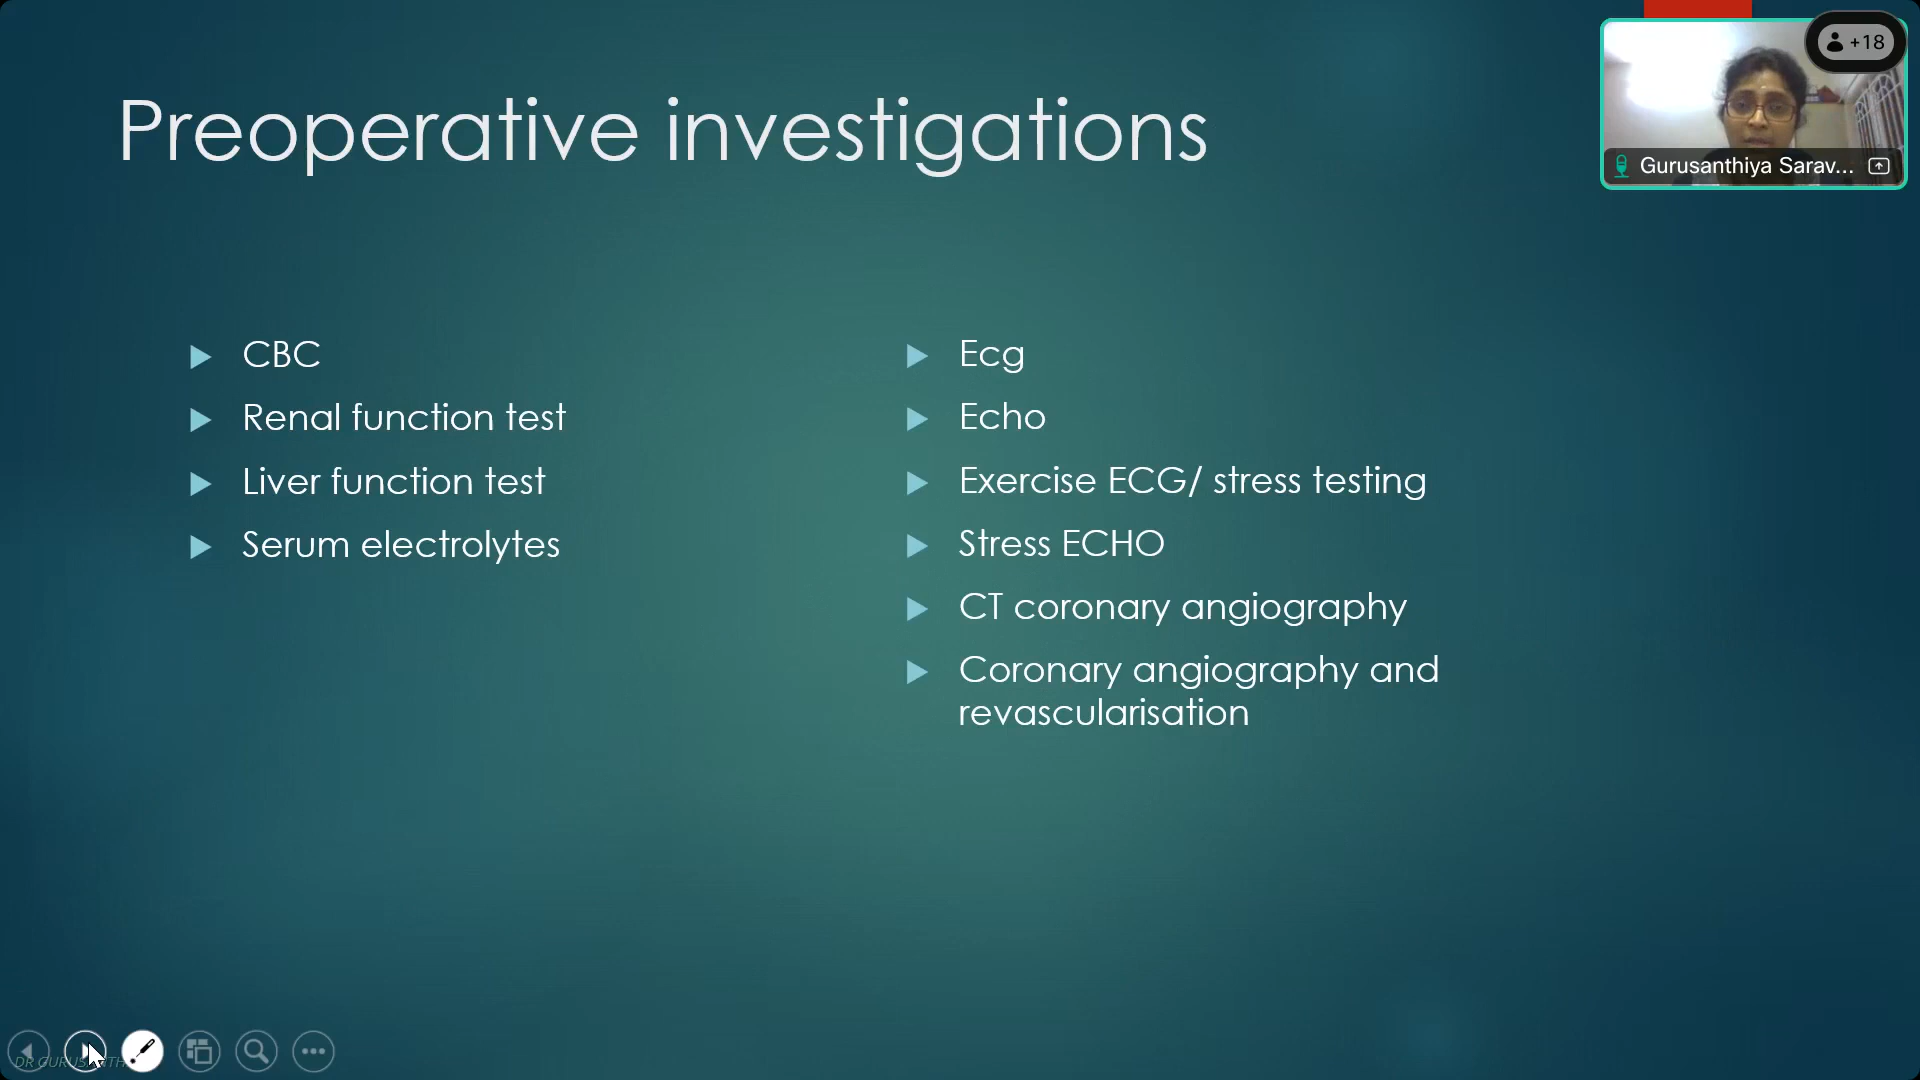 Preoperative investigations
CBC
Renal function test
Liver function test
Serum electrolytes
Ecg
Echo
Exercise ECG/ stress testing
Stress ECHO
CT coronary angiography
Coronary angiography and
revascularisation
+18
Gurusanthiya Sarav...